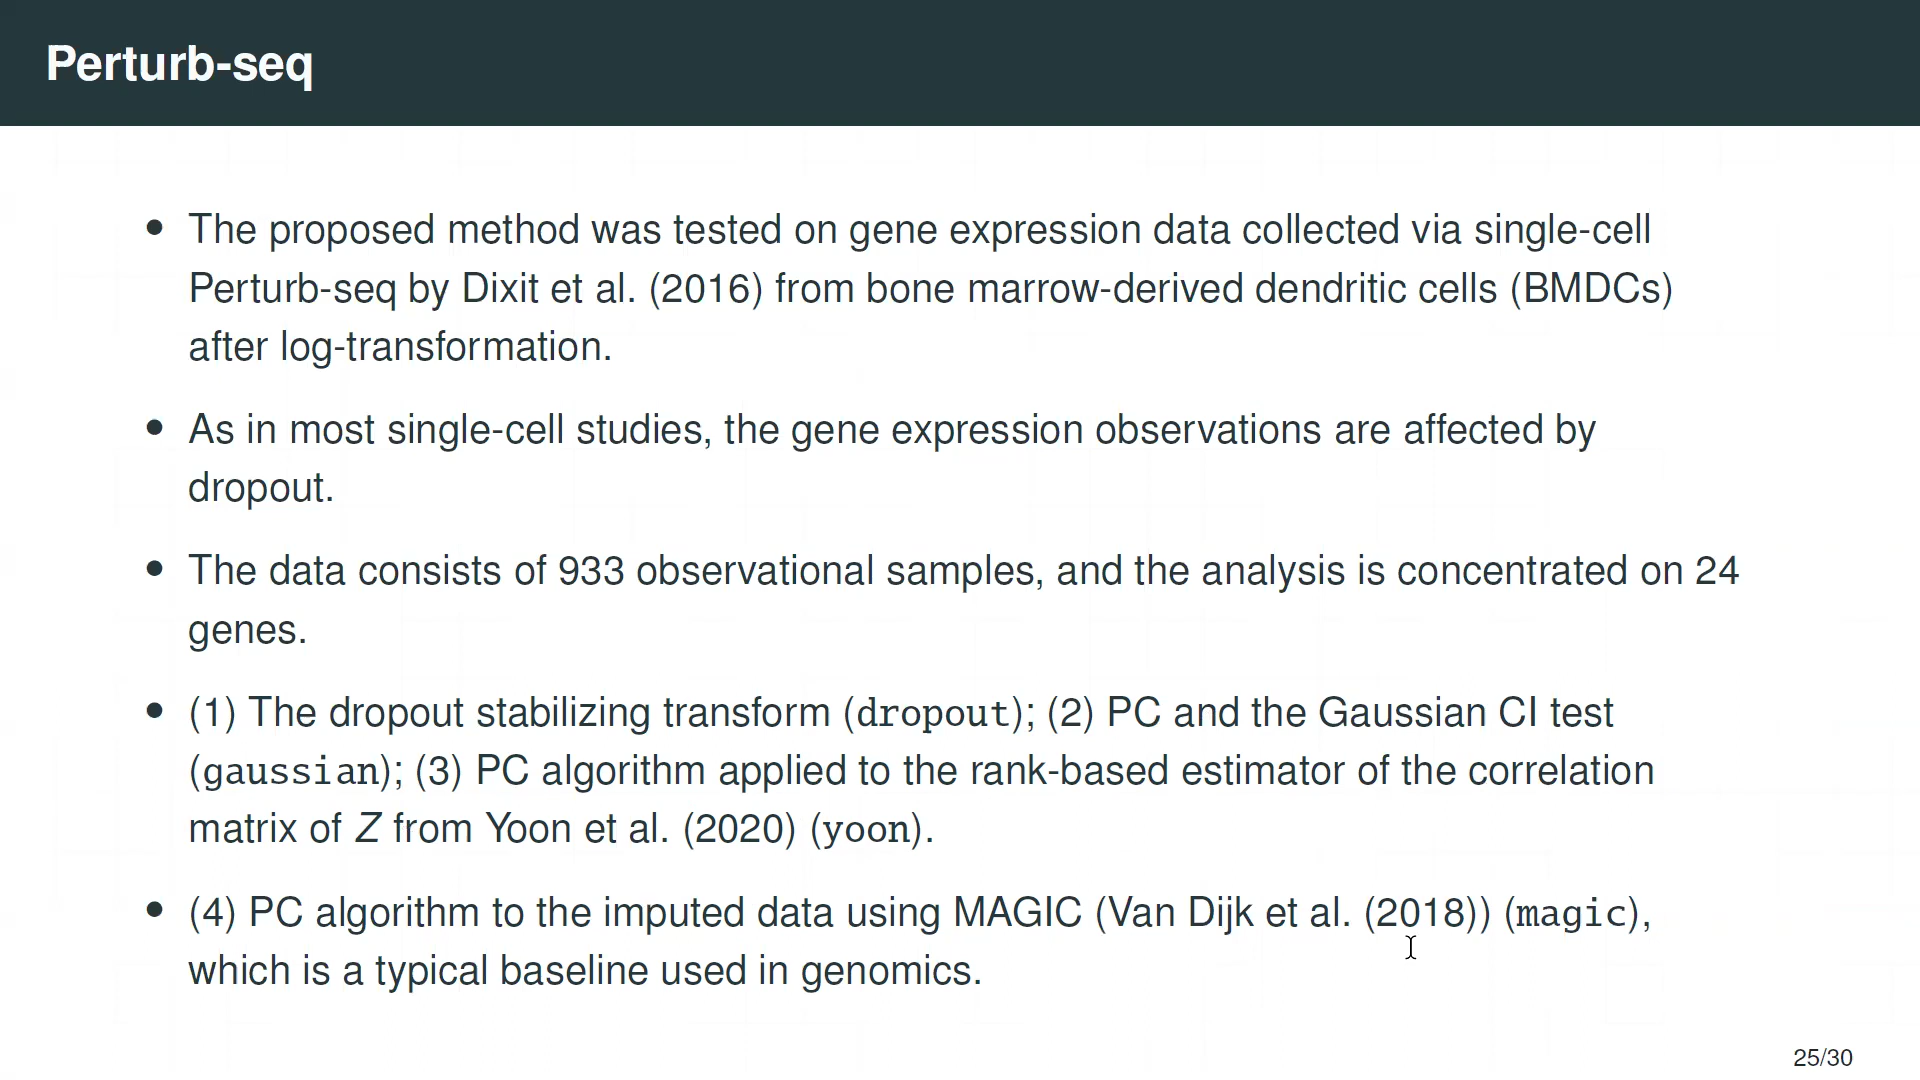 Perturb-seq
• The proposed method was tested on gene expression data collected via single-cell
Perturb-seq by Dixit et al. (2016) from bone marrow-derived dendritic cells (BMDCs)
after log-transformation.
• As in most single-cell studies, the gene expression observations are affected by
dropout.
• The data consists of 933 observational samples, and the analysis is concentrated on 24
genes.
• (1) The dropout stabilizing transform (dropout); (2) PC and the Gaussian CI test
(gaussian); (3) PC algorithm applied to the rank-based estimator of the correlation
matrix of Z from Yoon et al. (2020) (yoon).
• (4) PC algorithm to the imputed data using MAGIC (Van Dijk et al. (2018)) (magic),
which is a typical baseline used in genomics.
25/30